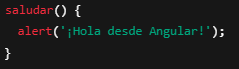 saludar() {
  alert('¡Hola desde Angular!');
}